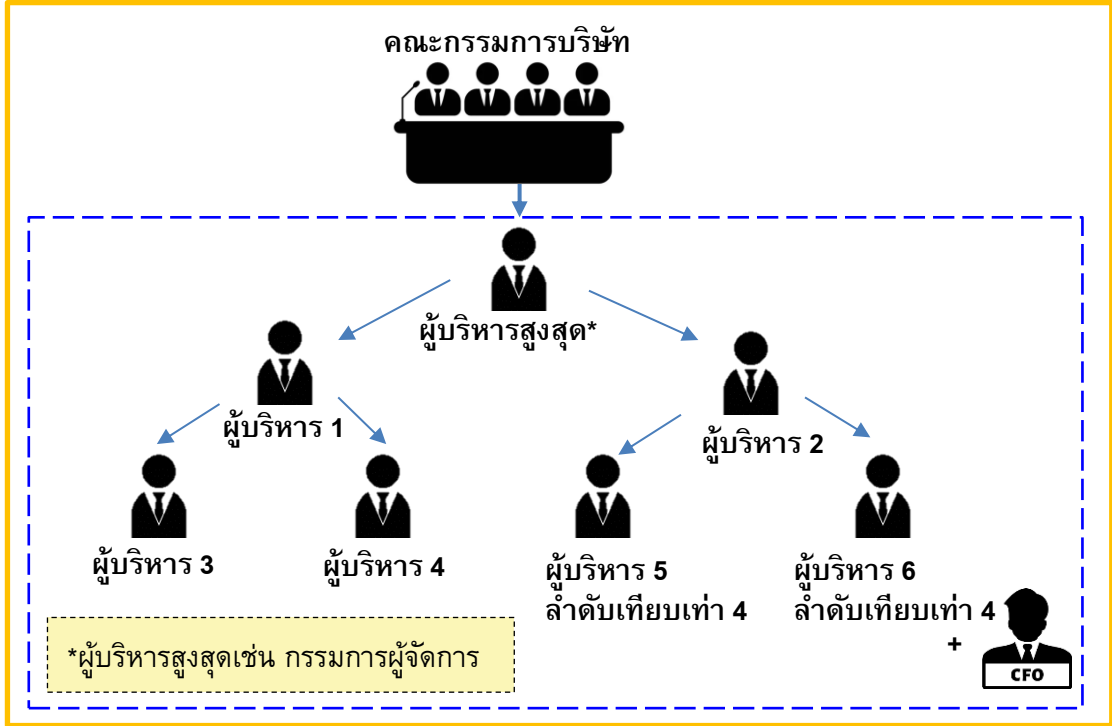 คณะกรรมการบริษัท
ผู้บริหารสูงสุด*
ผู้บริหาร 1
ผู้บริหาร 2
ผู้บริหาร 3
ผู้บริหาร 4
ผู้บริหาร 5
ลำดับเทียบเท่า 4
ผู้บริหาร 6
ลำดับเทียบเท่า 4
+
CFO
*ผู้บริหารสูงสุดเช่น กรรมการผู้จัดการ